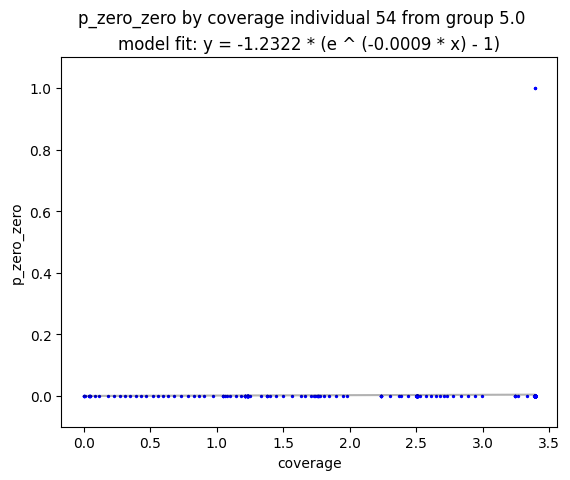 p_zero_zero by coverage individual 54 from group 5.0
model fit: y = -1.2322 * (e ^ (-0.0009 * x) - 1)
1.0
0.8
0.6
0.4
0.2
0.0
p_zero_zero
0.0 0.5 1.0 1.5 2.0 2.5 3.0 3.5
coverage